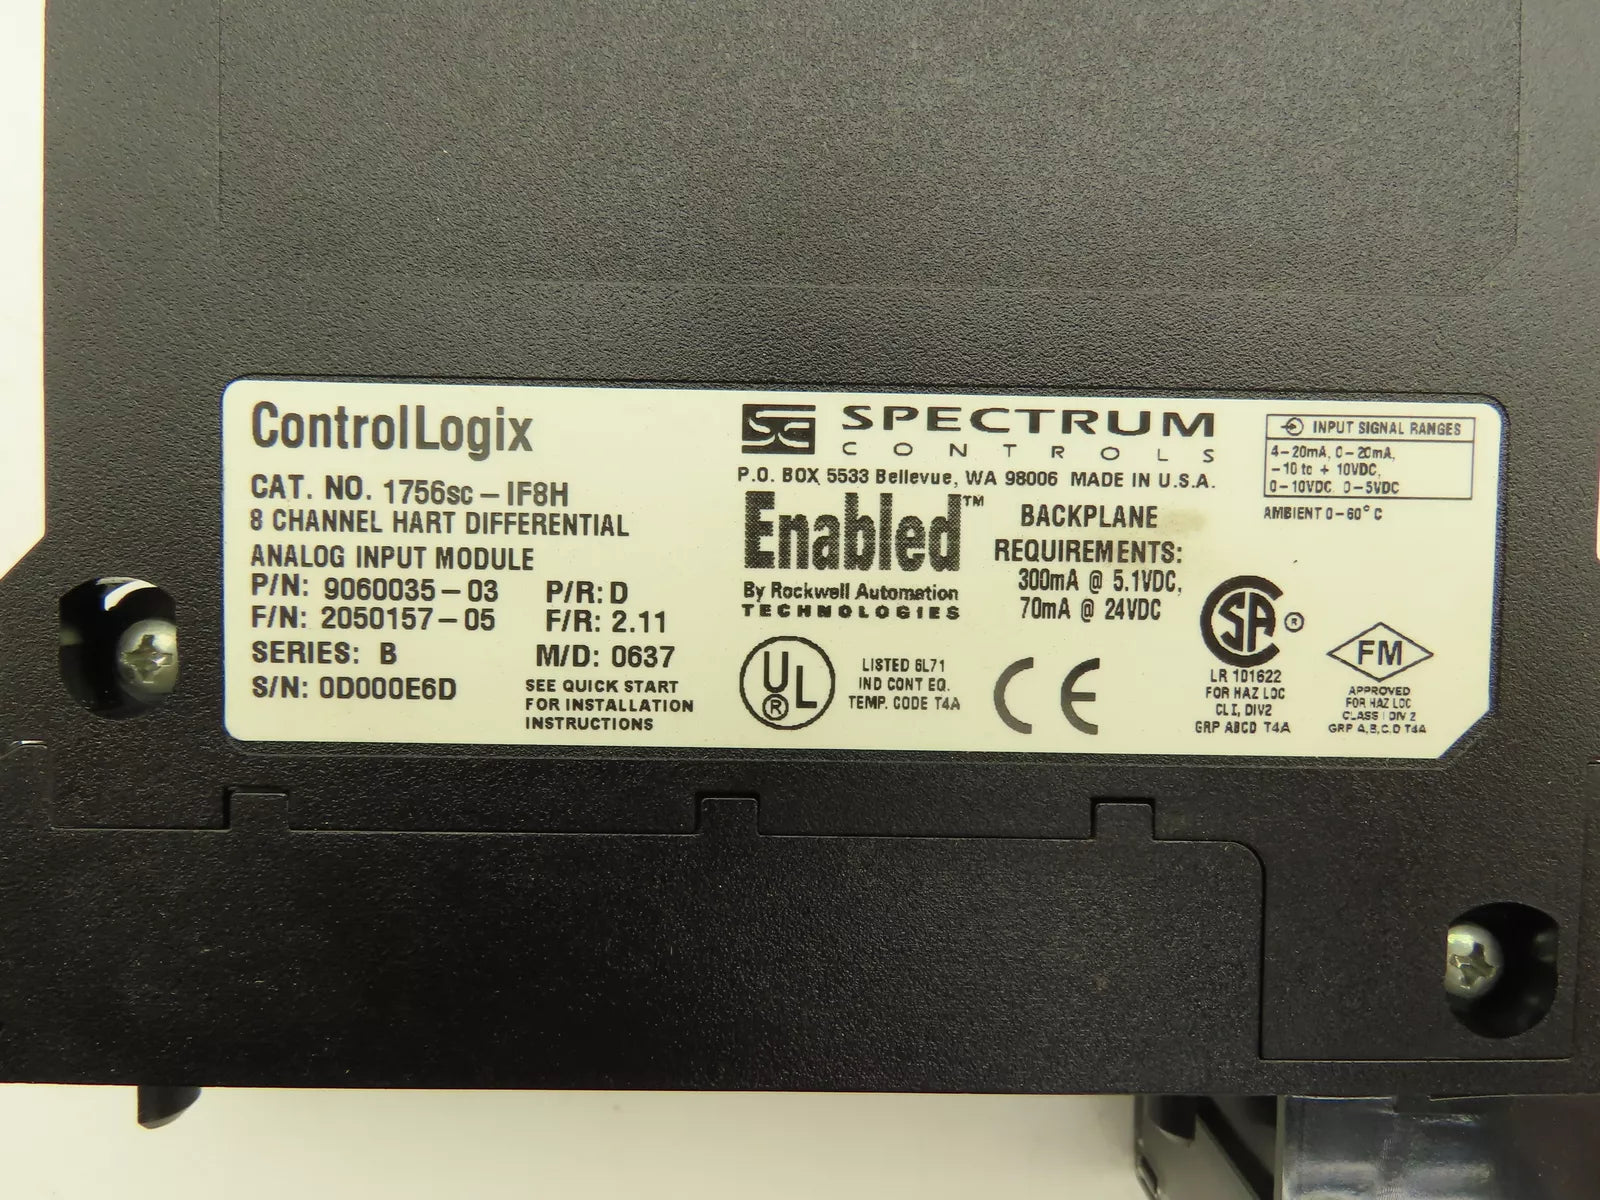 ControlLogix
CAT. NO. 1756sc-IF8H
8 CHANNEL HART DIFFERENTIAL
ANALOG INPUT MODULE
P/N: 9060035-03 P/R: D
F/N: 2050157-05 F/R: 2.11
SERIES: B M/D: 0637
S/N: 0D000E6D
SEE QUICK START
FOR INSTALLATION
INSTRUCTIONS
SC SPECTRUM
CONTROLS
P.O. BOX 5533 Bellevue, WA 98006 MADE IN U.S.A.
Enabled™
By Rockwell Automation
TECHNOLOGIES
BACKPLANE
REQUIREMENTS:
300mA @ 5.1VDC,
70mA @ 24VDC
UL®
LISTED 6L71
IND CONT EQ.
TEMP. CODE T4A
CE
INPUT SIGNAL RANGES
4-20mA, 0-20mA,
-10 to + 10VDC,
0-10VDC 0-5VDC
AMBIENT 0-60° C
SA®
LR 101622
FOR HAZ LOC
CL I, DIV2
GRP ABCD T4A
FM
APPROVED
FOR HAZ LOC
CLASS I DIV 2
GRP A,B,C,D T4A